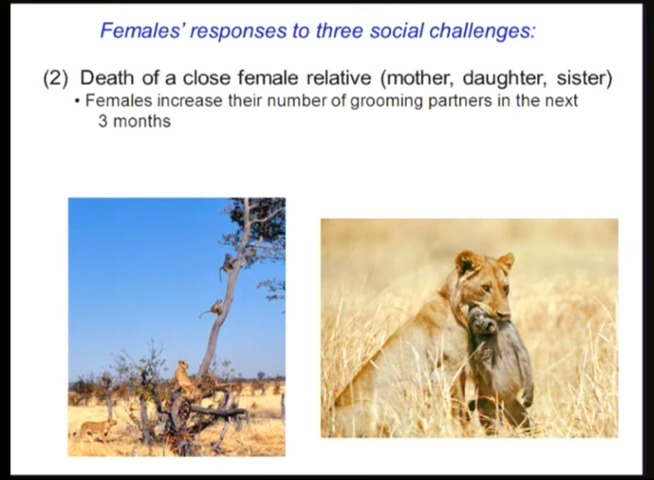 Females' responses to three social challenges:
(2) Death of a close female relative (mother, daughter, sister)
• Females increase their number of grooming partners in the next
3 months